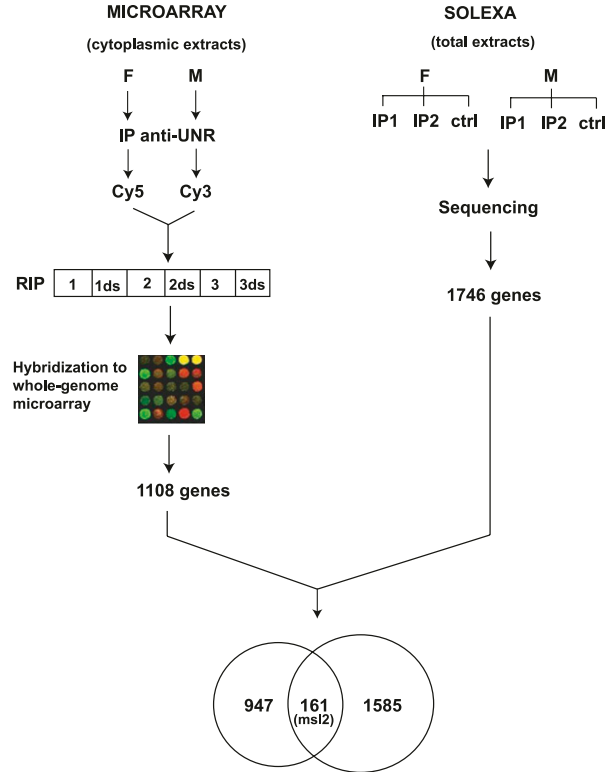 MICROARRAY
(cytoplasmic extracts)
F M
IP anti-UNR
Cy5 Cy3
RIP 1 1ds 2 2ds 3 3ds
Hybridization to
whole-genome
microarray
1108 genes
SOLEXA
(total extracts)
F M
IP1 IP2 ctrl IP1 IP2 ctrl
Sequencing
1746 genes
947 161 1585
(msl2)